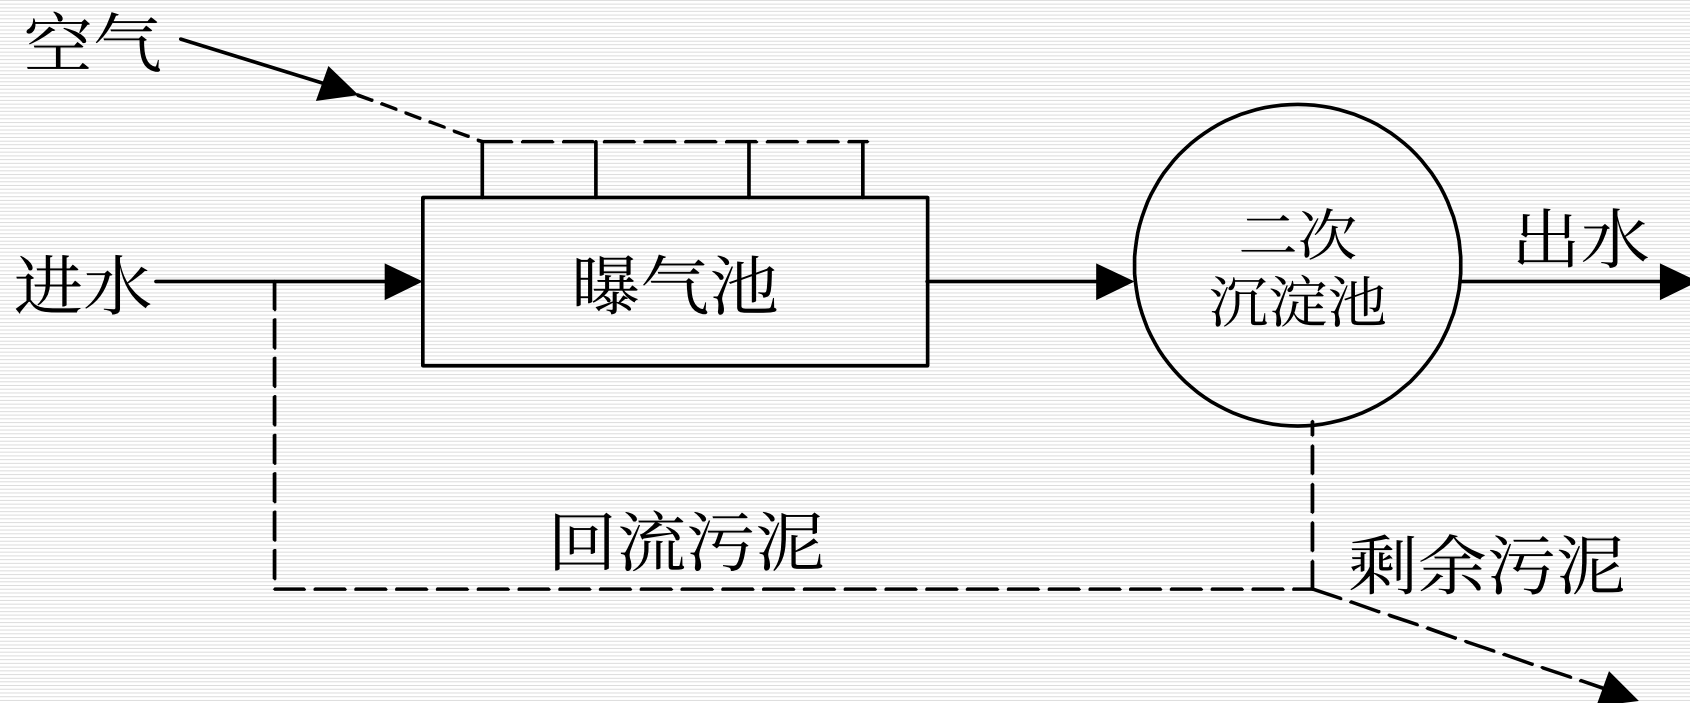 空气
进水
曝气池
二次
沉淀池
出水
回流污泥
剩余污泥